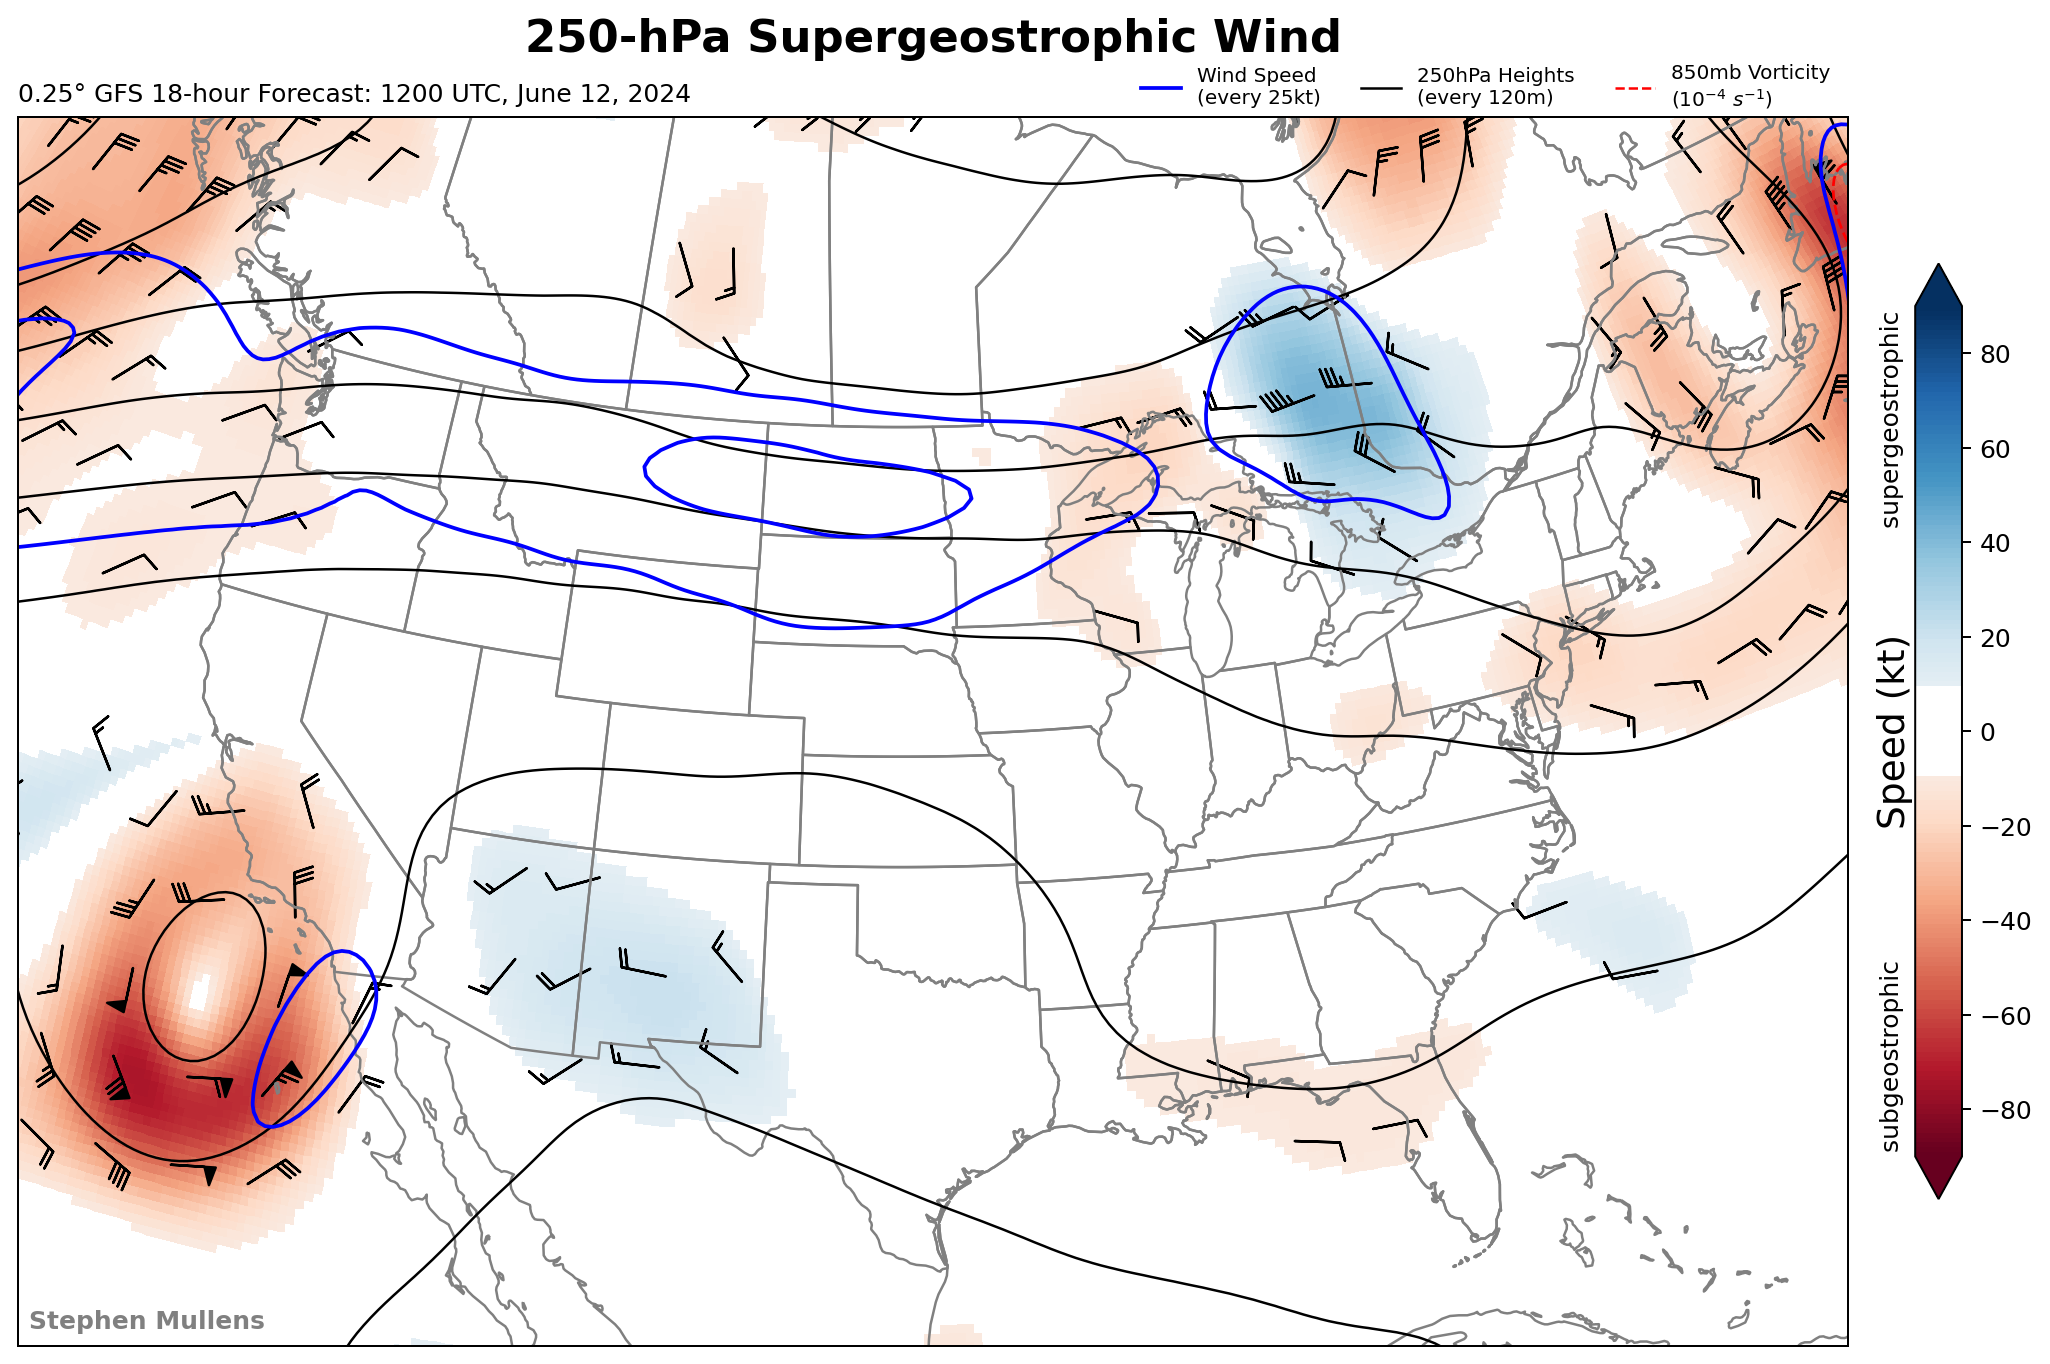 250-hPa Supergeostrophic Wind
0.25° GFS 18-hour Forecast: 1200 UTC, June 12, 2024
Wind Speed
(every 25kt)
250hPa Heights
(every 120m)
850mb Vorticity
(10⁻⁴ s⁻¹)
supergeostrophic
Speed (kt)
subgeostrophic
80
60
40
20
0
−20
−40
−60
−80
Stephen Mullens